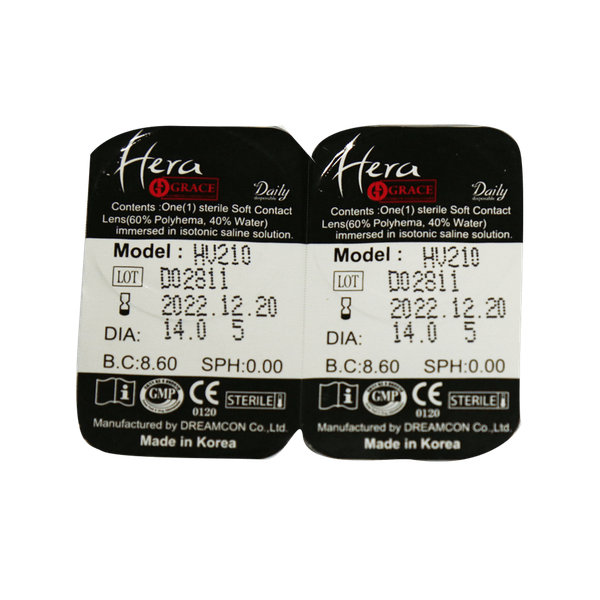 Hera
GRACE
Daily
disposable
Contents :One(1) sterile Soft Contact
Lens(60% Polyhema, 40% Water)
immersed in isotonic saline solution.
Model : HV210
LOT D02811
2022.12.20
DIA: 14.0 5
B.C:8.60 SPH:0.00
GMP
CE
0120
STERILE
Manufactured by DREAMCON Co.,Ltd.
Made in Korea
Hera
GRACE
Daily
disposable
Contents :One(1) sterile Soft Contact
Lens(60% Polyhema, 40% Water)
immersed in isotonic saline solution.
Model : HV210
LOT D02811
2022.12.20
DIA: 14.0 5
B.C:8.60 SPH:0.00
GMP
CE
0120
STERILE
Manufactured by DREAMCON Co.,Ltd.
Made in Korea